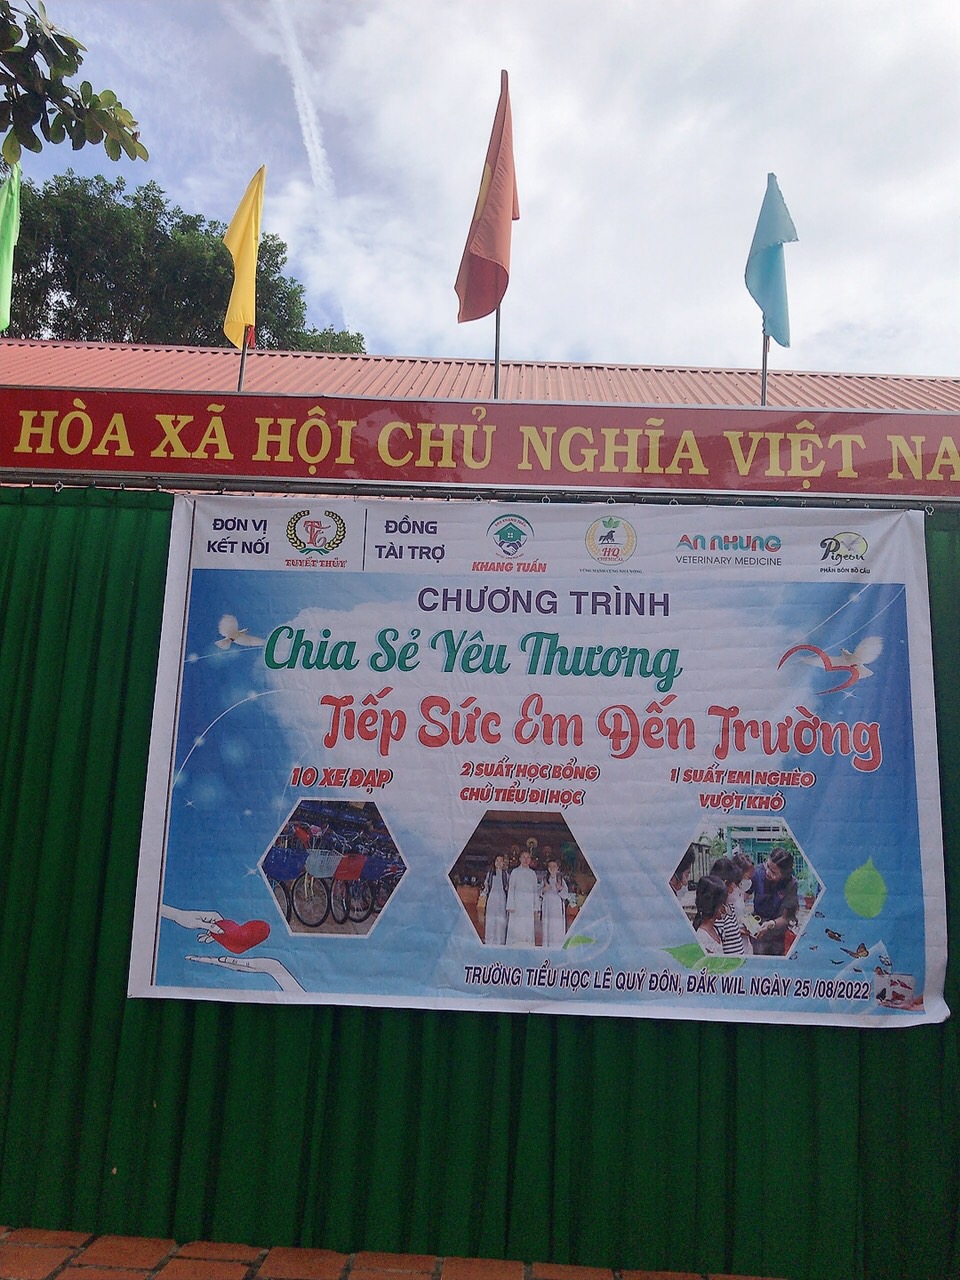 HÒA XÃ HỘI CHỦ NGHĨA VIỆT NA
ĐƠN VỊ
KẾT NỐI
TUYẾT THỦY
ĐỒNG
TÀI TRỢ
KHANG TUẤN
HQ
CHEMICAL
AN NHUNG
VETERINARY MEDICINE
Pigeon
PHÂN BÓN BỒ CÂU
CHƯƠNG TRÌNH
Chia Sẻ Yêu Thương
Tiếp Sức Em Đến Trường
10 XE ĐẠP
2 SUẤT HỌC BỔNG
CHÚ TIỂU ĐI HỌC
1 SUẤT EM NGHÈO
VƯỢT KHÓ
TRƯỜNG TIỂU HỌC LÊ QUÝ ĐÔN, ĐẮK WIL NGÀY 25 /08/2022